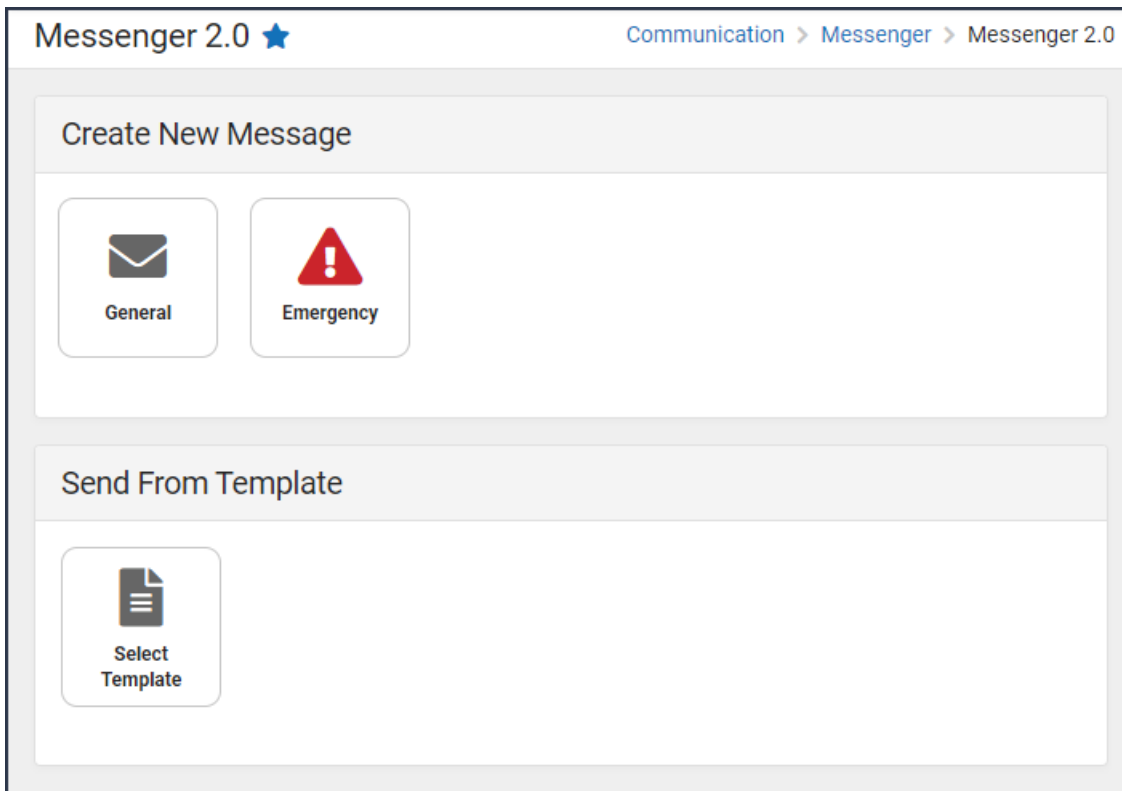 Messenger 2.0
Communication > Messenger > Messenger 2.0
Create New Message
General
Emergency
Send From Template
Select
Template